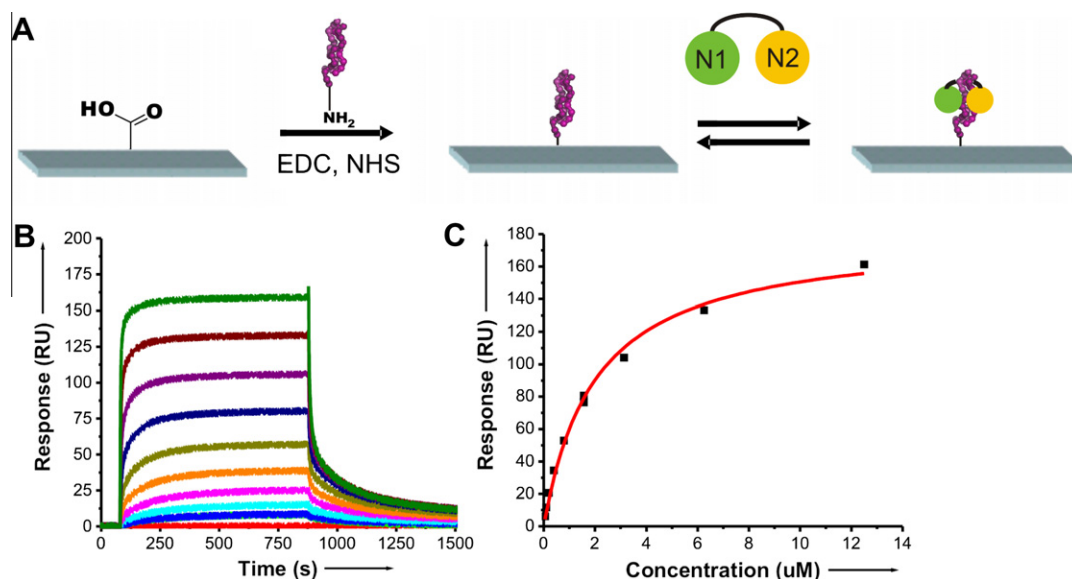 A
HO
O
NH2
EDC, NHS
N1 N2
B
200
175
150
125
100
75
50
25
0
Response (RU)
0 250 500 750 1000 1250 1500
Time (s)
C
180
160
140
120
100
80
60
40
20
0
Response (RU)
0 2 4 6 8 10 12 14
Concentration (uM)